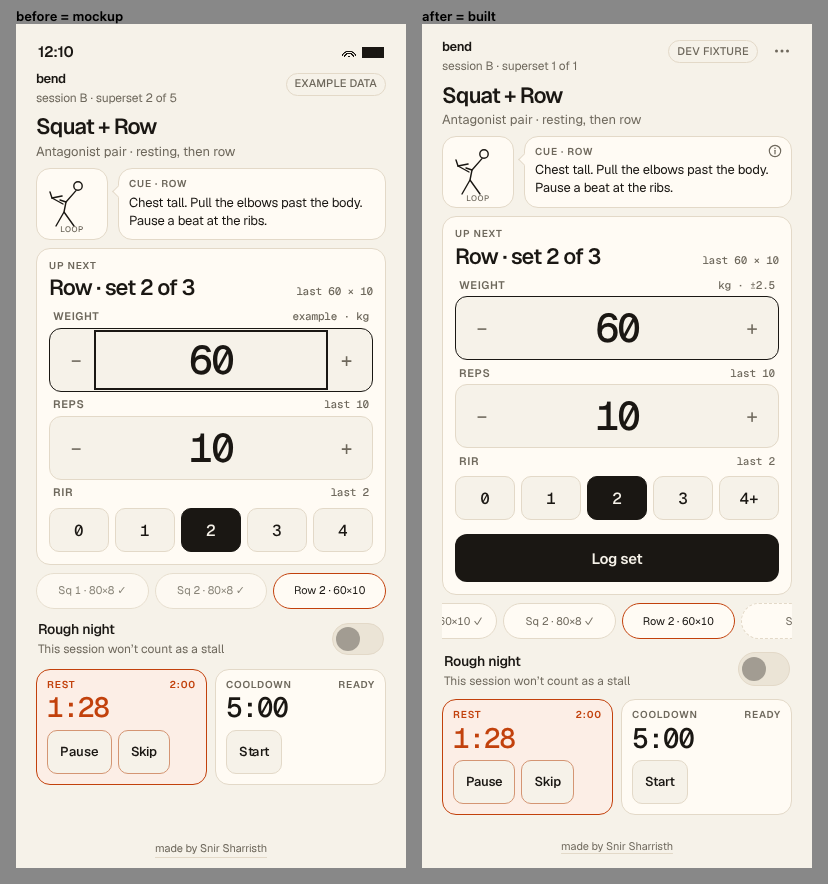 before = mockup
12:10
bend
EXAMPLE DATA
session B · superset 2 of 5
Squat + Row
Antagonist pair · resting, then row
LOOP
CUE · ROW
Chest tall. Pull the elbows past the body.
Pause a beat at the ribs.
UP NEXT
Row · set 2 of 3
last 60 × 10
WEIGHT
example · kg
− 60 +
REPS
last 10
− 10 +
RIR
last 2
0 1 2 3 4
Sq 1 · 80×8 ✓
Sq 2 · 80×8 ✓
Row 2 · 60×10
Rough night
This session won't count as a stall
REST
2:00
1:28
Pause
Skip
COOLDOWN
READY
5:00
Start
made by Snir Sharristh
after = built
bend
DEV FIXTURE
···
session B · superset 1 of 1
Squat + Row
Antagonist pair · resting, then row
LOOP
CUE · ROW
Chest tall. Pull the elbows past the body.
Pause a beat at the ribs.
UP NEXT
Row · set 2 of 3
last 60 × 10
WEIGHT
kg · ±2.5
− 60 +
REPS
last 10
− 10 +
RIR
last 2
0 1 2 3 4+
Log set
60×10 ✓
Sq 2 · 80×8 ✓
Row 2 · 60×10
S
Rough night
This session won't count as a stall
REST
2:00
1:28
Pause
Skip
COOLDOWN
READY
5:00
Start
made by Snir Sharristh